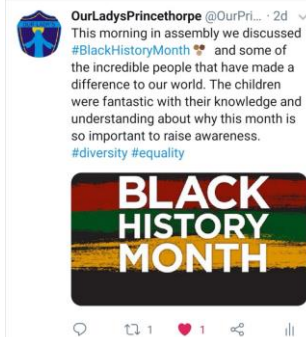 OurLadysPrincethorpe @OurPri... · 2d
This morning in assembly we discussed
#BlackHistoryMonth and some of
the incredible people that have made a
difference to our world. The children
were fantastic with their knowledge and
understanding about why this month is
so important to raise awareness.
#diversity #equality
BLACK
HISTORY
MONTH
1 1